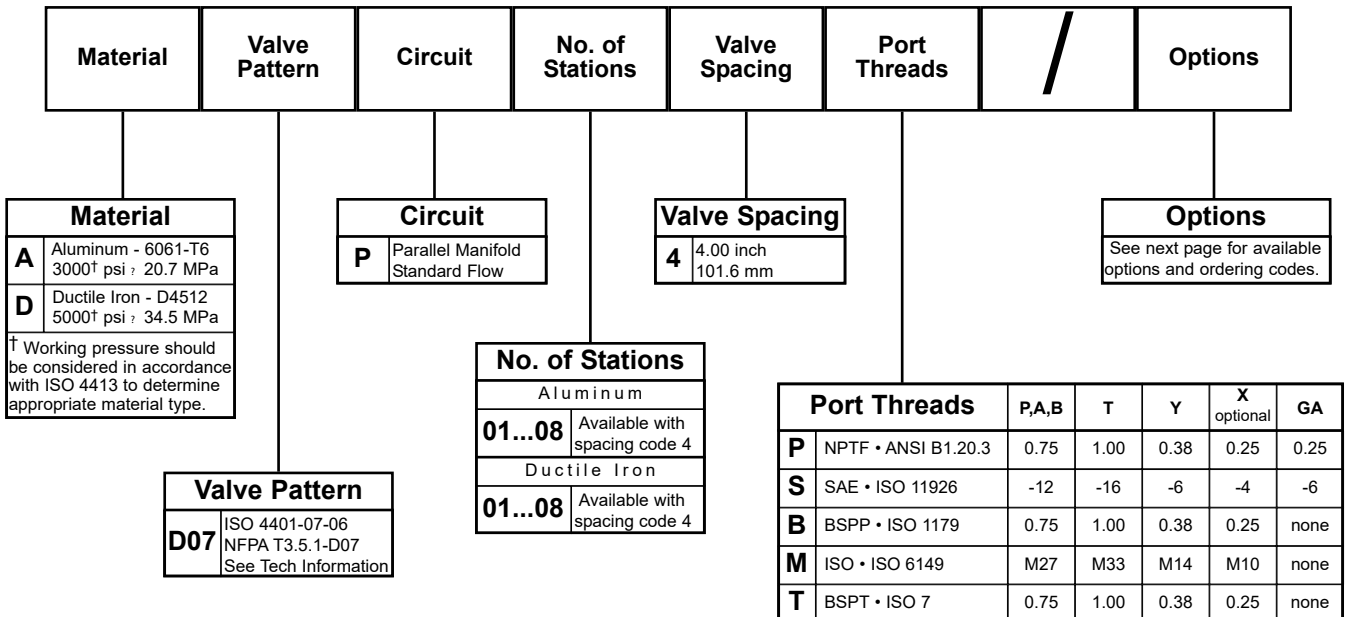 Material
Valve
Pattern
Circuit
No. of
Stations
Valve
Spacing
Port
Threads
/
Options
Material
A Aluminum - 6061-T6
3000† psi ? 20.7 MPa
D Ductile Iron - D4512
5000† psi ? 34.5 MPa
† Working pressure should
be considered in accordance
with ISO 4413 to determine
appropriate material type.
Valve Pattern
D07 ISO 4401-07-06
NFPA T3.5.1-D07
See Tech Information
Circuit
P Parallel Manifold
Standard Flow
No. of Stations
Aluminum
01...08 Available with
spacing code 4
Ductile Iron
01...08 Available with
spacing code 4
Valve Spacing
4 4.00 inch
101.6 mm
Options
See next page for available
options and ordering codes.
Port Threads P,A,B T Y X optional GA
P NPTF • ANSI B1.20.3 0.75 1.00 0.38 0.25 0.25
S SAE • ISO 11926 -12 -16 -6 -4 -6
B BSPP • ISO 1179 0.75 1.00 0.38 0.25 none
M ISO • ISO 6149 M27 M33 M14 M10 none
T BSPT • ISO 7 0.75 1.00 0.38 0.25 none